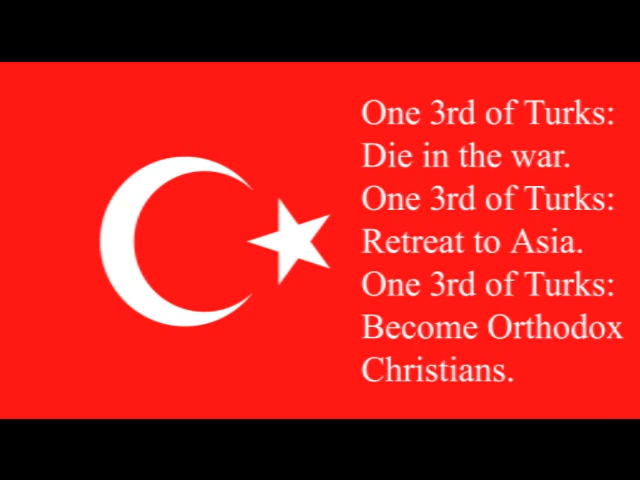 One 3rd of Turks:
Die in the war.
One 3rd of Turks:
Retreat to Asia.
One 3rd of Turks:
Become Orthodox
Christians.